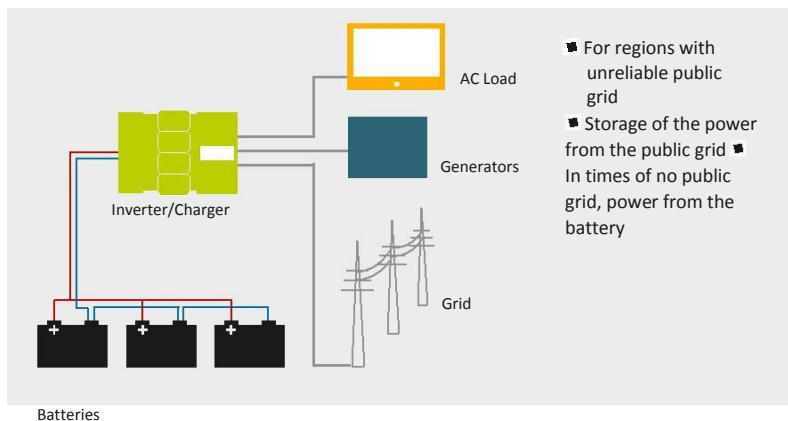 AC Load
Generators
Inverter/Charger
Grid
Batteries
■ For regions with
unreliable public
grid
■ Storage of the power
from the public grid ■
In times of no public
grid, power from the
battery